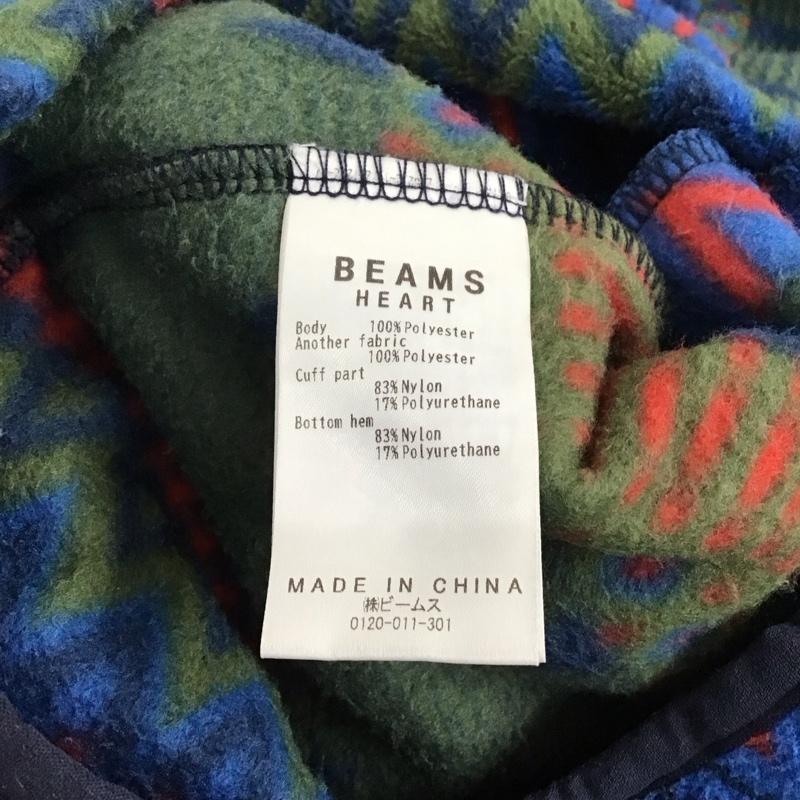 BEAMS
HEART
Body 100% Polyester
Another fabric
100% Polyester
Cuff part
83% Nylon
17% Polyurethane
Bottom hem
83% Nylon
17% Polyurethane
MADE IN CHINA
㈱ビームス
0120-011-301